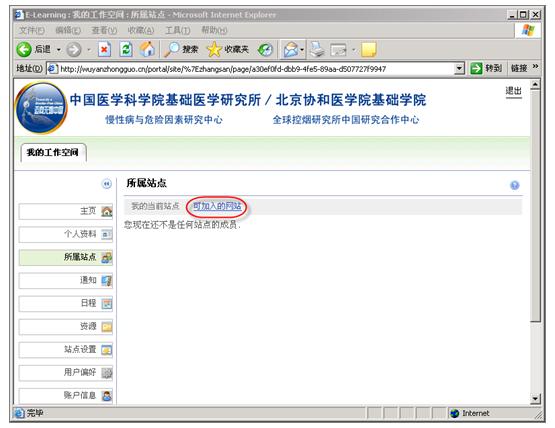 E-Learning : 我的工作空间 : 所属站点 - Microsoft Internet Explorer
文件(F) 编辑(E) 查看(V) 收藏(A) 工具(T) 帮助(H)
后退 搜索 收藏夹
地址(D) http://wuyanzhongguo.cn/portal/site/%7Ezhangsan/page/a30ef0fd-dbb9-4fe5-89aa-d507727f9947 转到 链接 »
中国医学科学院基础医学研究所 / 北京协和医学院基础学院
退出
慢性病与危险因素研究中心 全球控烟研究所中国研究合作中心
我的工作空间
所属站点
我的当前站点 可加入的网站
您现在还不是任何站点的成员.
主页
个人资料
所属站点
通知
日程
资源
站点设置
用户偏好
账户信息
完毕 Internet